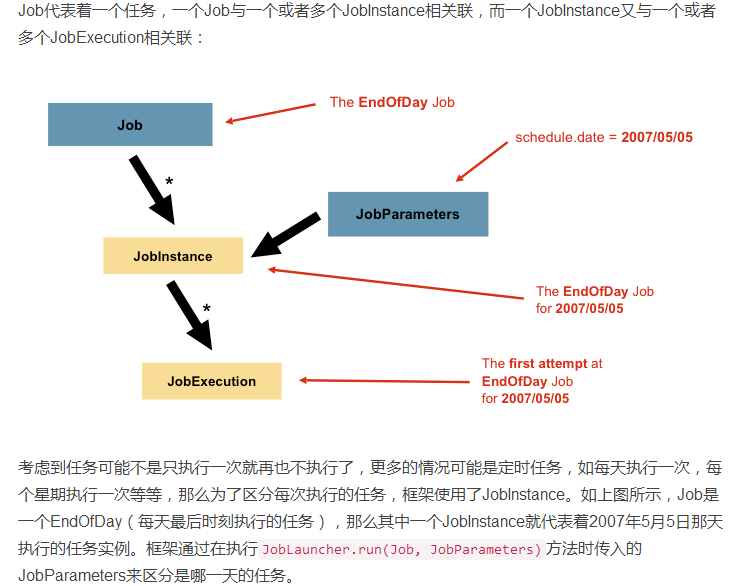 Job代表着一个任务，一个Job与一个或者多个JobInstance相关联，而一个JobInstance又与一个或者
多个JobExecution相关联：
The EndOfDay Job
Job
schedule.date = 2007/05/05
*
JobParameters
JobInstance
The EndOfDay Job
for 2007/05/05
*
The first attempt at
EndOfDay Job
for 2007/05/05
JobExecution
考虑到任务可能不是只执行一次就再也不执行了，更多的情况可能是定时任务，如每天执行一次，每
个星期执行一次等等，那么为了区分每次执行的任务，框架使用了JobInstance。如上图所示，Job是
一个EndOfDay（每天最后时刻执行的任务），那么其中一个JobInstance就代表着2007年5月5日那天
执行的任务实例。框架通过在执行JobLauncher.run(Job, JobParameters)方法时传入的
JobParameters来区分是哪一天的任务。